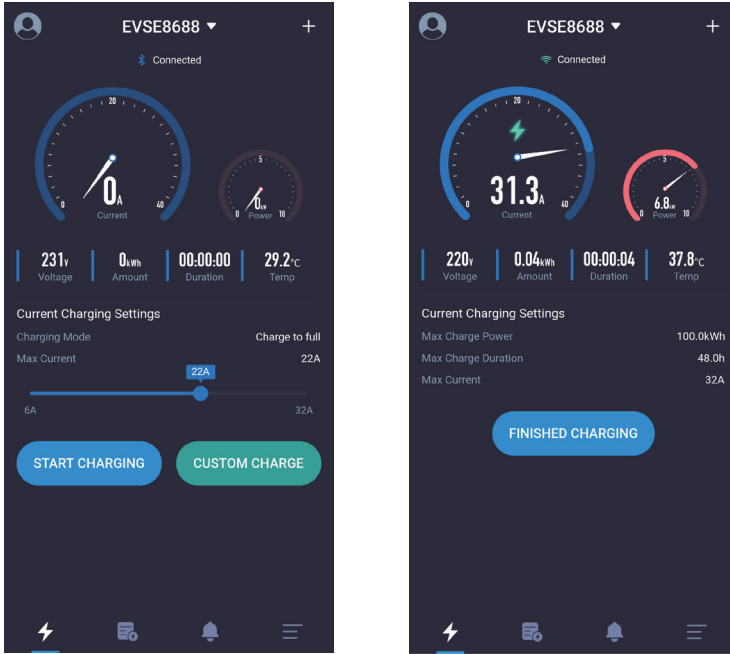 EVSE8688
Connected
20
0
40
0A
Current
5
0
10
0kW
Power
231V
Voltage
0kWh
Amount
00:00:00
Duration
29.2°C
Temp
Current Charging Settings
Charging Mode Charge to full
Max Current 22A
22A
6A 32A
START CHARGING CUSTOM CHARGE
EVSE8688
Connected
20
0
40
31.3A
Current
5
0
10
6.8kW
Power
220V
Voltage
0.04kWh
Amount
00:00:04
Duration
37.8°C
Temp
Current Charging Settings
Max Charge Power 100.0kWh
Max Charge Duration 48.0h
Max Current 32A
FINISHED CHARGING